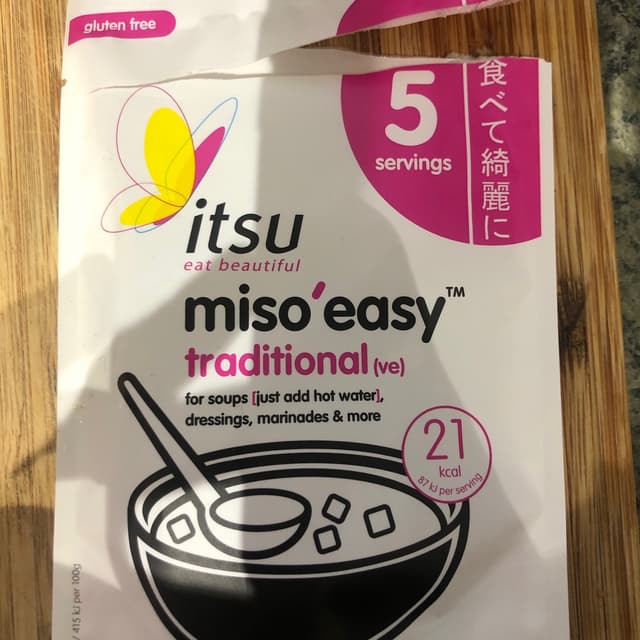 gluten free
5
servings
食べて綺麗に
itsu
eat beautiful
miso'easy™
traditional (ve)
for soups [just add hot water],
dressings, marinades & more
21
kcal
87 kJ per serving
/ 415 kJ per 100g